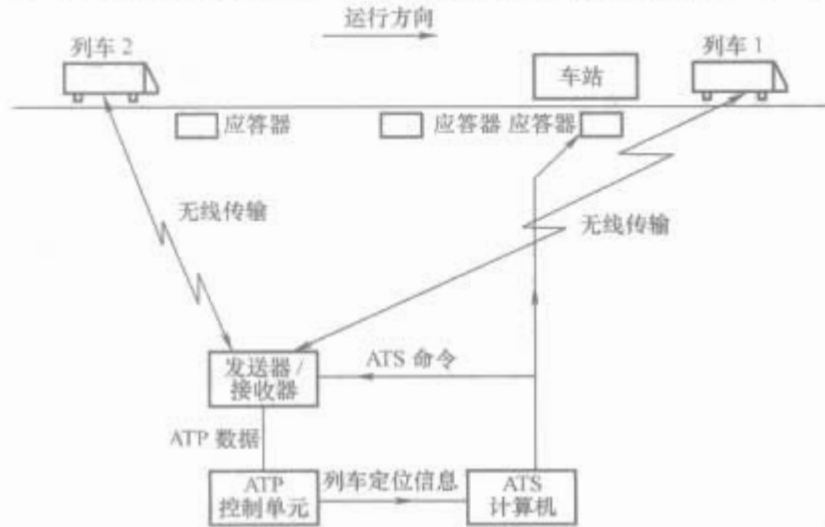 运行方向
列车 2
列车 1
车站
应答器
应答器 应答器
无线传输
无线传输
发送器 /
接收器
ATS 命令
ATP 数据
ATP
控制单元
列车定位信息
ATS
计算机